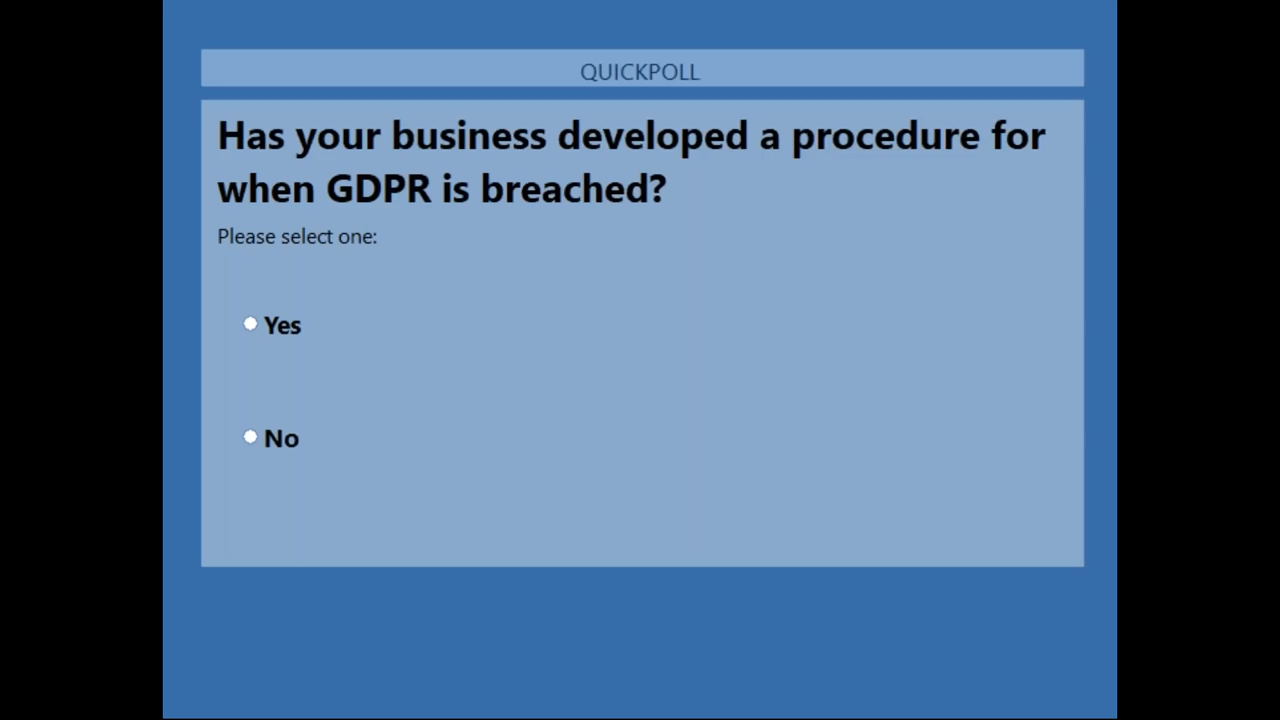 QUICKPOLL
Has your business developed a procedure for
when GDPR is breached?
Please select one:
Yes
No